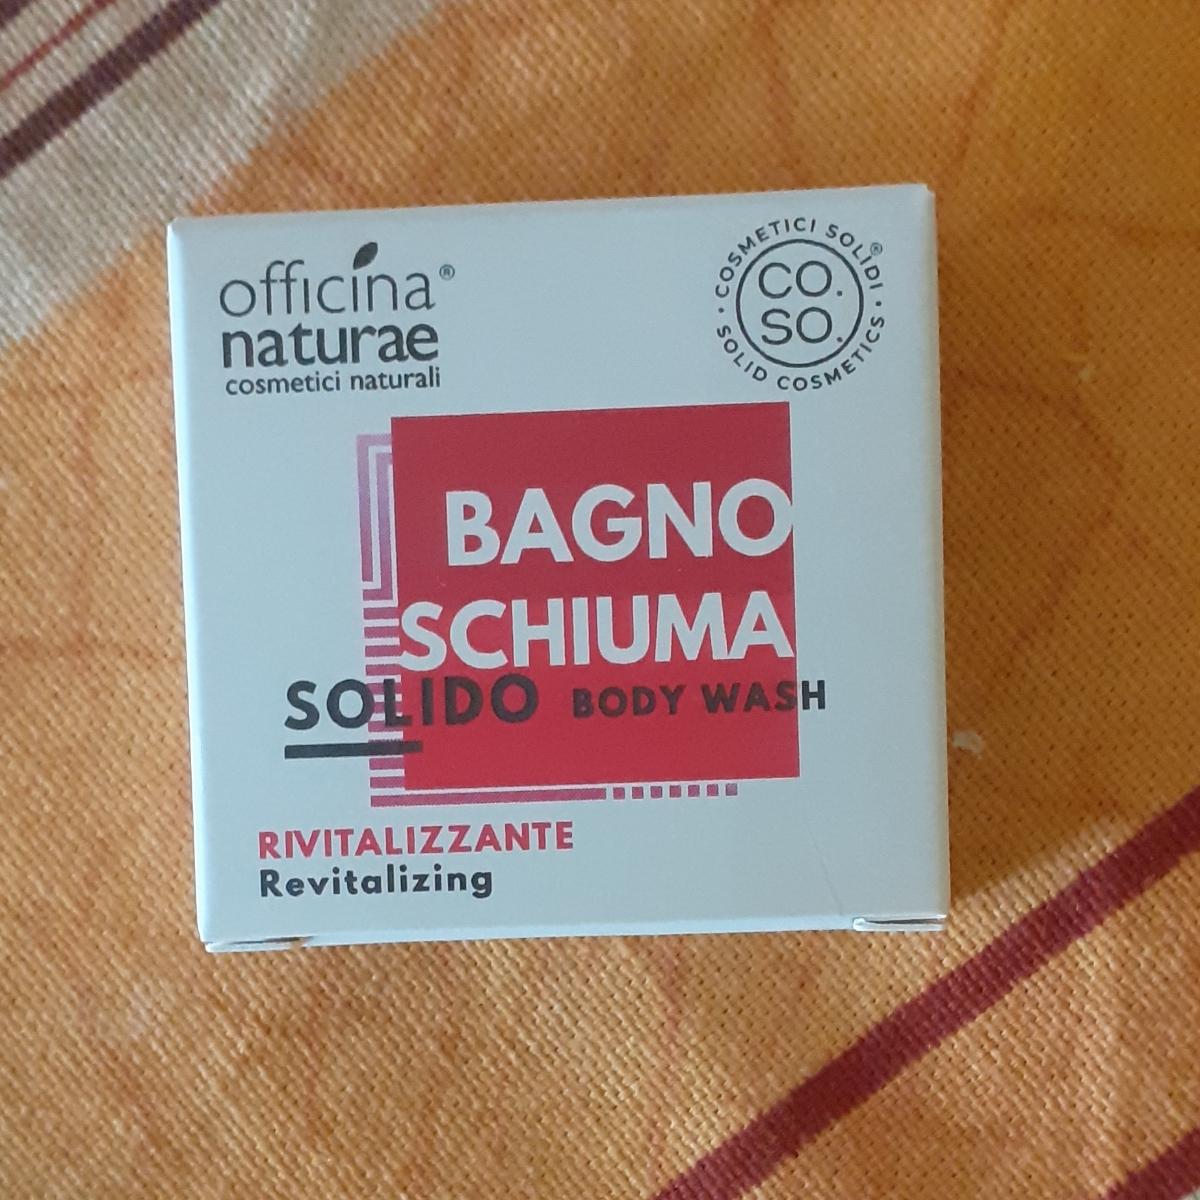 officina®
naturae
cosmetici naturali
· COSMETICI SOLIDI® · SOLID COSMETICS
CO.
SO.
BAGNO
SCHIUMA
SOLIDO BODY WASH
RIVITALIZZANTE
Revitalizing